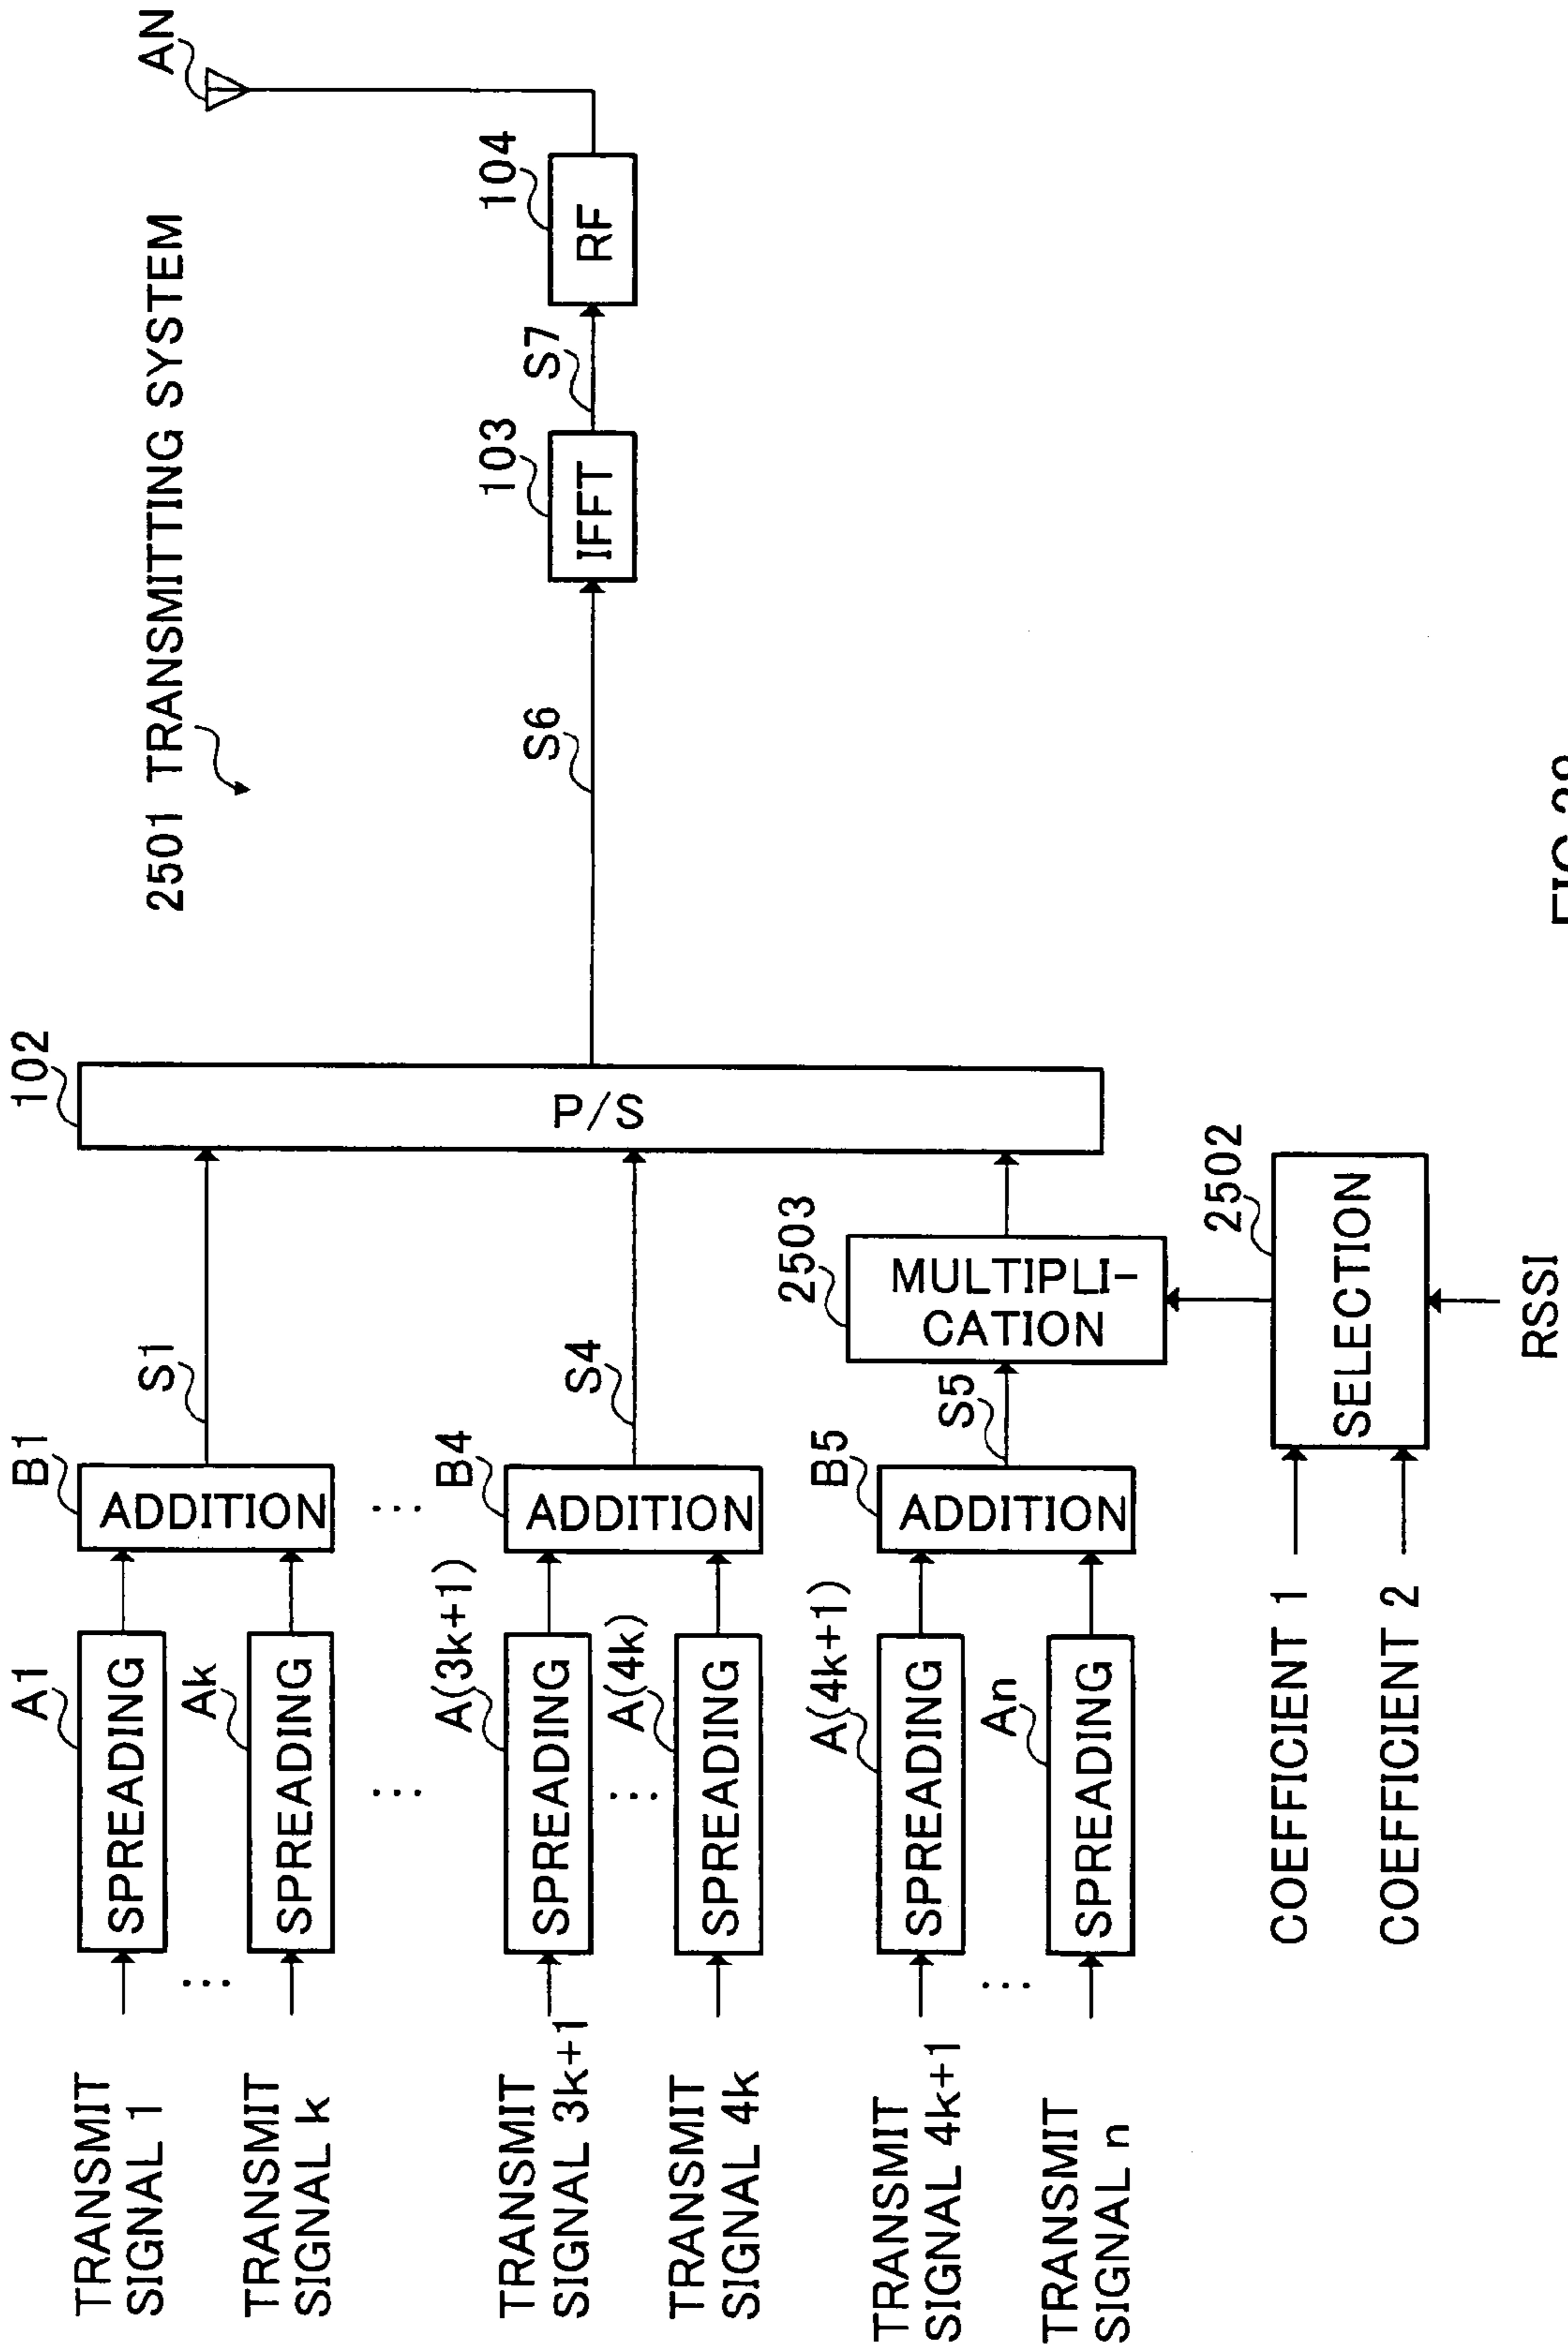 2501 TRANSMITTING SYSTEM
AN
TRANSMIT
SIGNAL 1
A1
SPREADING
B1
ADDITION
S1
102
P/S
TRANSMIT
SIGNAL k
Ak
SPREADING
S6
103
IFFT
S7
104
RF
TRANSMIT
SIGNAL 3k+1
A(3k+1)
SPREADING
B4
ADDITION
S4
TRANSMIT
SIGNAL 4k
A(4k)
SPREADING
TRANSMIT
SIGNAL 4k+1
A(4k+1)
SPREADING
B5
ADDITION
S5
2503
MULTIPLI-
CATION
TRANSMIT
SIGNAL n
An
SPREADING
COEFFICIENT 1
COEFFICIENT 2
2502
SELECTION
RSSI